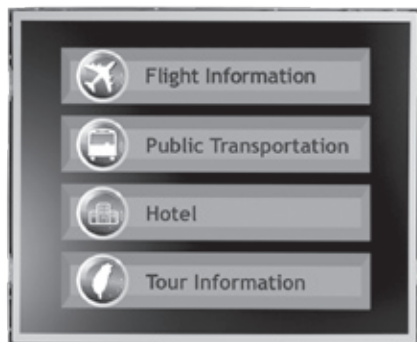 Flight Information
Public Transportation
Hotel
Tour Information